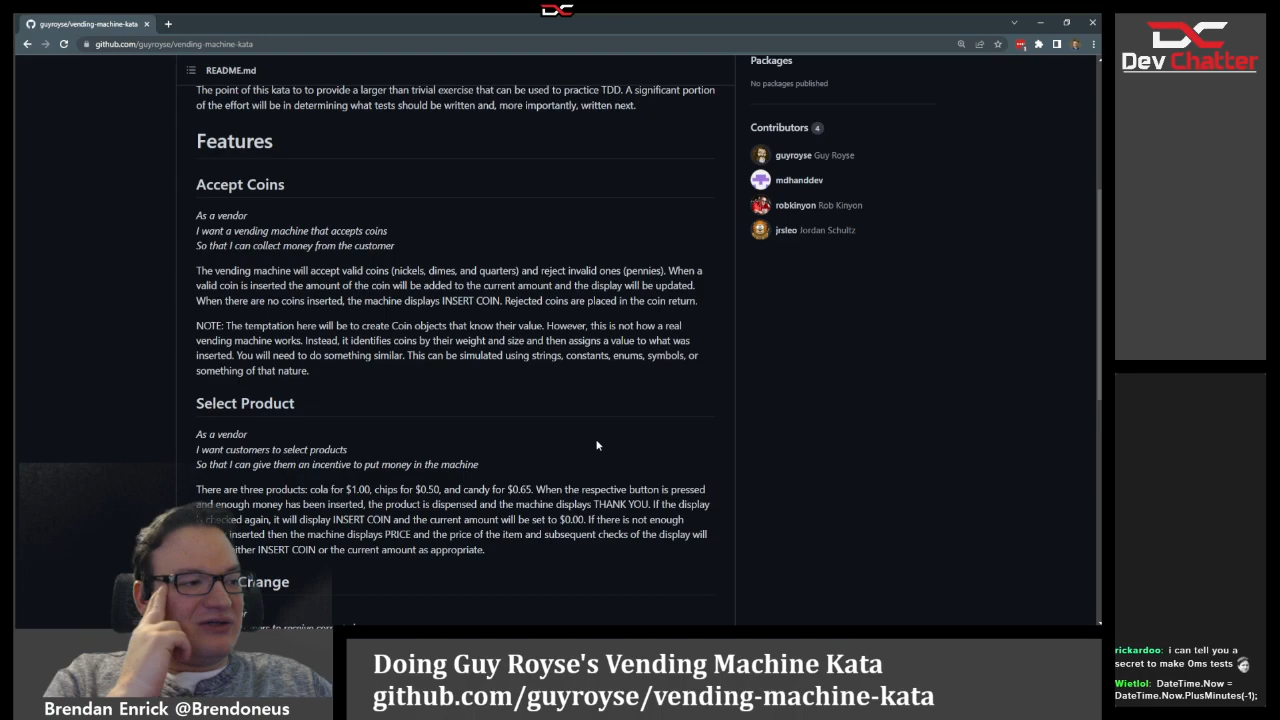 DC
guyroyse/vending-machine-kata
github.com/guyroyse/vending-machine-kata
README.md
The point of this kata to to provide a larger than trivial exercise that can be used to practice TDD. A significant portion
of the effort will be in determining what tests should be written and, more importantly, written next.
Features
Accept Coins
As a vendor
I want a vending machine that accepts coins
So that I can collect money from the customer
The vending machine will accept valid coins (nickels, dimes, and quarters) and reject invalid ones (pennies). When a
valid coin is inserted the amount of the coin will be added to the current amount and the display will be updated.
When there are no coins inserted, the machine displays INSERT COIN. Rejected coins are placed in the coin return.
NOTE: The temptation here will be to create Coin objects that know their value. However, this is not how a real
vending machine works. Instead, it identifies coins by their weight and size and then assigns a value to what was
inserted. You will need to do something similar. This can be simulated using strings, constants, enums, symbols, or
something of that nature.
Select Product
As a vendor
I want customers to select products
So that I can give them an incentive to put money in the machine
There are three products: cola for $1.00, chips for $0.50, and candy for $0.65. When the respective button is pressed
and enough money has been inserted, the product is dispensed and the machine displays THANK YOU. If the display
is checked again, it will display INSERT COIN and the current amount will be set to $0.00. If there is not enough
inserted then the machine displays PRICE and the price of the item and subsequent checks of the display will
either INSERT COIN or the current amount as appropriate.
Change
Packages
No packages published
Contributors 4
guyroyse Guy Royse
mdhanddev
robkinyon Rob Kinyon
jrsleo Jordan Schultz
DC
Dev Chatter
rickardoo: i can tell you a
secret to make 0ms tests
Wietlol: DateTime.Now =
DateTime.Now.PlusMinutes(-1);
Doing Guy Royse's Vending Machine Kata
github.com/guyroyse/vending-machine-kata
Brendan Enrick @Brendoneus